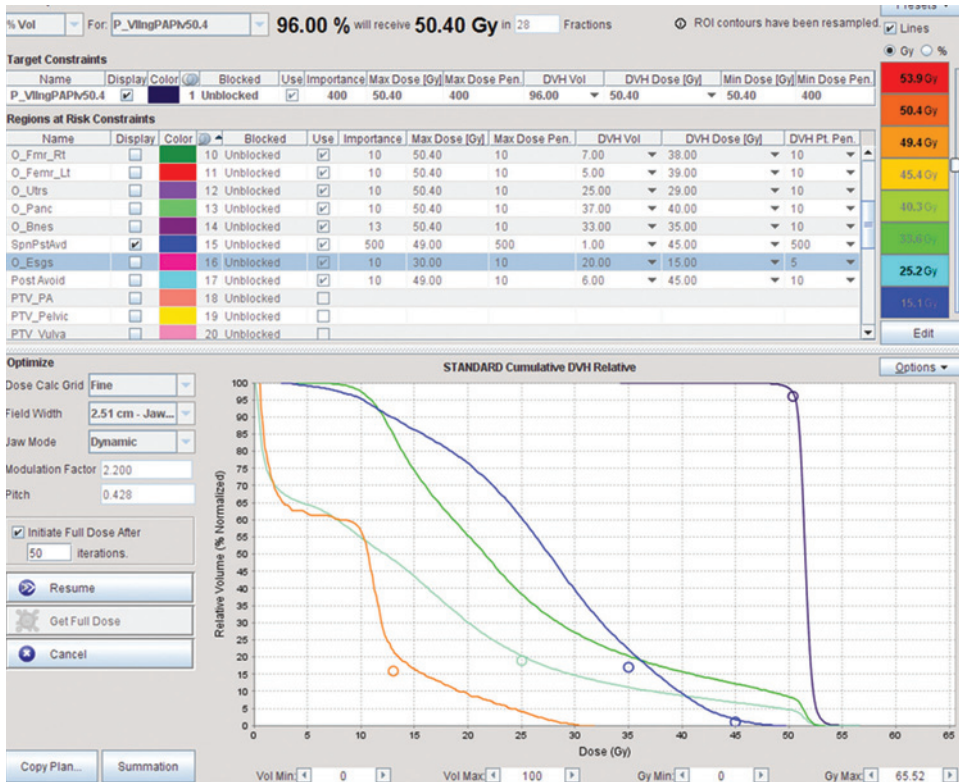 Presets
% Vol For: P_VIIngPAPIv50.4 96.00 % will receive 50.40 Gy in 28 Fractions ROI contours have been resampled. Lines
Gy %
Target Constraints
Name Display Color Blocked Use Importance Max Dose [Gy] Max Dose Pen. DVH Vol DVH Dose [Gy] Min Dose [Gy] Min Dose Pen.
P_VIIngPAPIv50.4 1 Unblocked 400 50.40 400 96.00 50.40 50.40 400
Regions at Risk Constraints
Name Display Color Blocked Use Importance Max Dose [Gy] Max Dose Pen. DVH Vol DVH Dose [Gy] DVH Pt. Pen.
O_Fmr_Rt 10 Unblocked 10 50.40 10 7.00 38.00 10
O_Femr_Lt 11 Unblocked 10 50.40 10 5.00 39.00 10
O_Utrs 12 Unblocked 10 50.40 10 25.00 29.00 10
O_Panc 13 Unblocked 10 50.40 10 37.00 40.00 10
O_Bnes 14 Unblocked 13 50.40 10 33.00 35.00 10
SpnPstAvd 15 Unblocked 500 49.00 500 1.00 45.00 500
O_Esgs 16 Unblocked 10 30.00 10 20.00 15.00 5
Post Avoid 17 Unblocked 10 49.00 10 6.00 45.00 10
PTV_PA 18 Unblocked
PTV_Pelvic 19 Unblocked
PTV_Vulva 20 Unblocked
53.9 Gy
50.4 Gy
49.4 Gy
45.4 Gy
40.3 Gy
33.6 Gy
25.2 Gy
15.1 Gy
Edit
Optimize
Dose Calc Grid Fine
Field Width 2.51 cm - Jaw...
Jaw Mode Dynamic
Modulation Factor 2.200
Pitch 0.428
Initiate Full Dose After
50 iterations.
Resume
Get Full Dose
Cancel
Copy Plan... Summation
STANDARD Cumulative DVH Relative
Options
Relative Volume (% Normalized)
100
95
90
85
80
75
70
65
60
55
50
45
40
35
30
25
20
15
10
5
0
0 5 10 15 20 25 30 35 40 45 50 55 60 65
Dose (Gy)
Vol Min: 0 Vol Max: 100 Gy Min: 0 Gy Max: 65.52